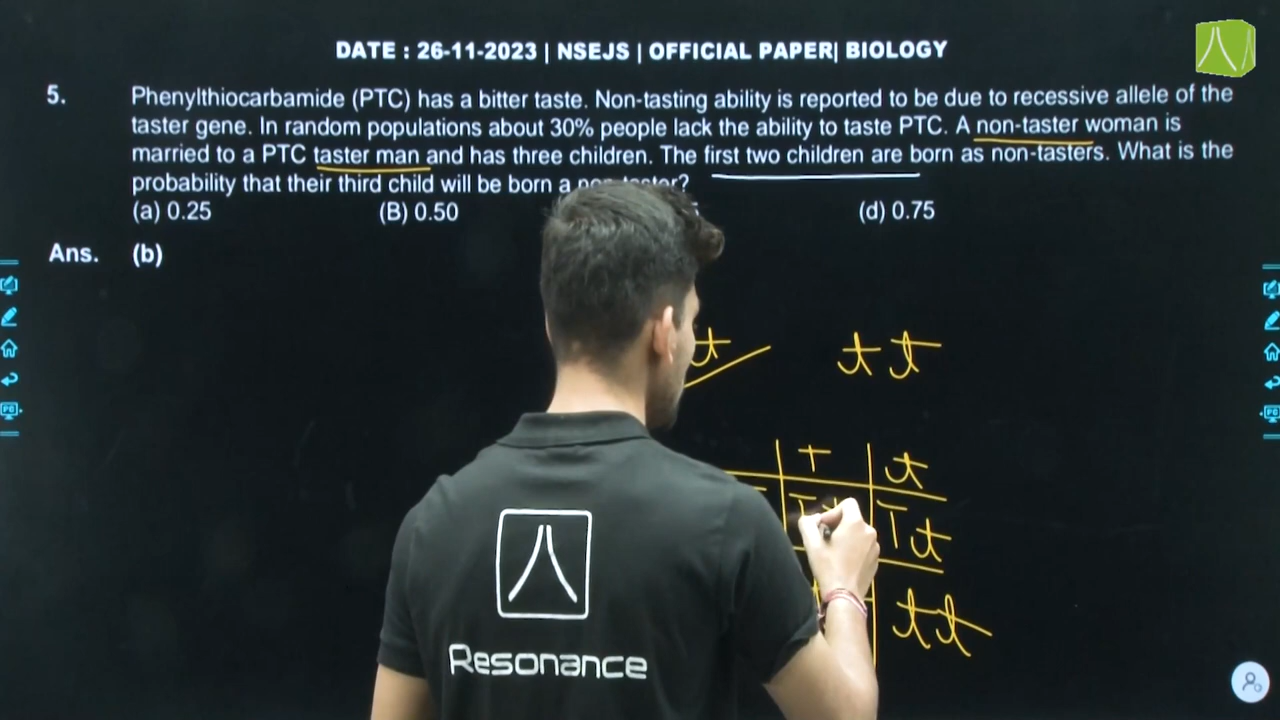 DATE : 26-11-2023 | NSEJS | OFFICIAL PAPER| BIOLOGY
5. Phenylthiocarbamide (PTC) has a bitter taste. Non-tasting ability is reported to be due to recessive allele of the
taster gene. In random populations about 30% people lack the ability to taste PTC. A non-taster woman is
married to a PTC taster man and has three children. The first two children are born as non-tasters. What is the
probability that their third child will be born a
(a) 0.25 (B) 0.50 (d) 0.75
Ans. (b)
t t t
t t
T t
t t
Resonance